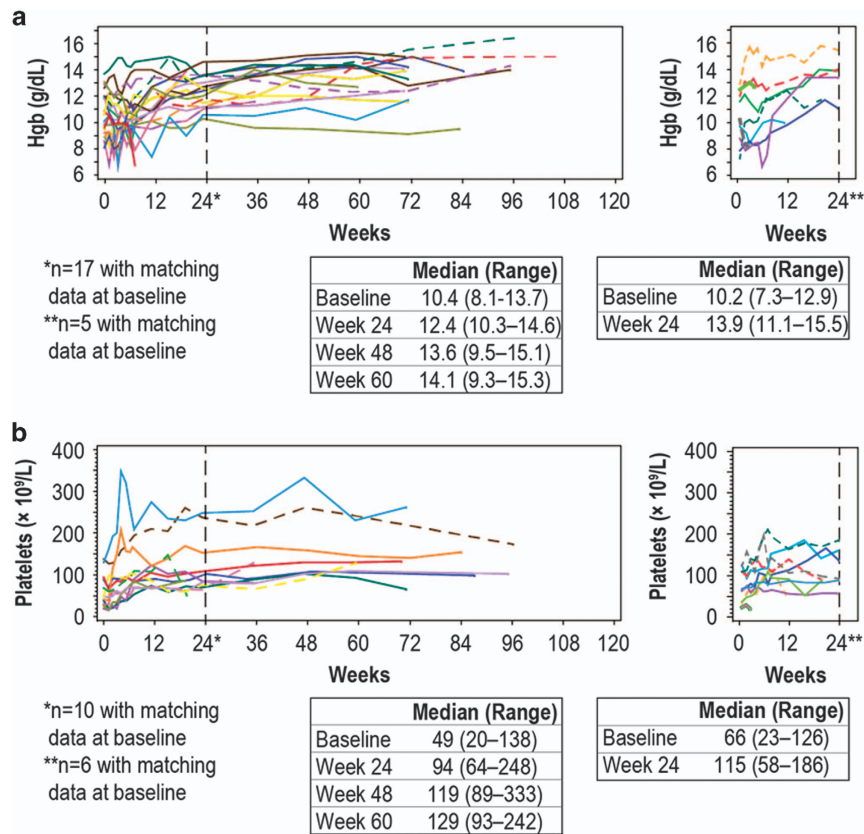 a
Hgb (g/dL)
16
14
12
10
8
6
0 12 24* 36 48 60 72 84 96 108 120
Weeks
Hgb (g/dL)
16
14
12
10
8
6
0 12 24**
Weeks
*n=17 with matching
data at baseline
**n=5 with matching
data at baseline
Median (Range)
Baseline 10.4 (8.1-13.7)
Week 24 12.4 (10.3–14.6)
Week 48 13.6 (9.5–15.1)
Week 60 14.1 (9.3–15.3)
Median (Range)
Baseline 10.2 (7.3–12.9)
Week 24 13.9 (11.1–15.5)
b
Platelets (× 10⁹/L)
400
300
200
100
0
0 12 24* 36 48 60 72 84 96 108 120
Weeks
Platelets (× 10⁹/L)
400
300
200
100
0
0 12 24**
Weeks
*n=10 with matching
data at baseline
**n=6 with matching
data at baseline
Median (Range)
Baseline 49 (20–138)
Week 24 94 (64–248)
Week 48 119 (89–333)
Week 60 129 (93–242)
Median (Range)
Baseline 66 (23–126)
Week 24 115 (58–186)